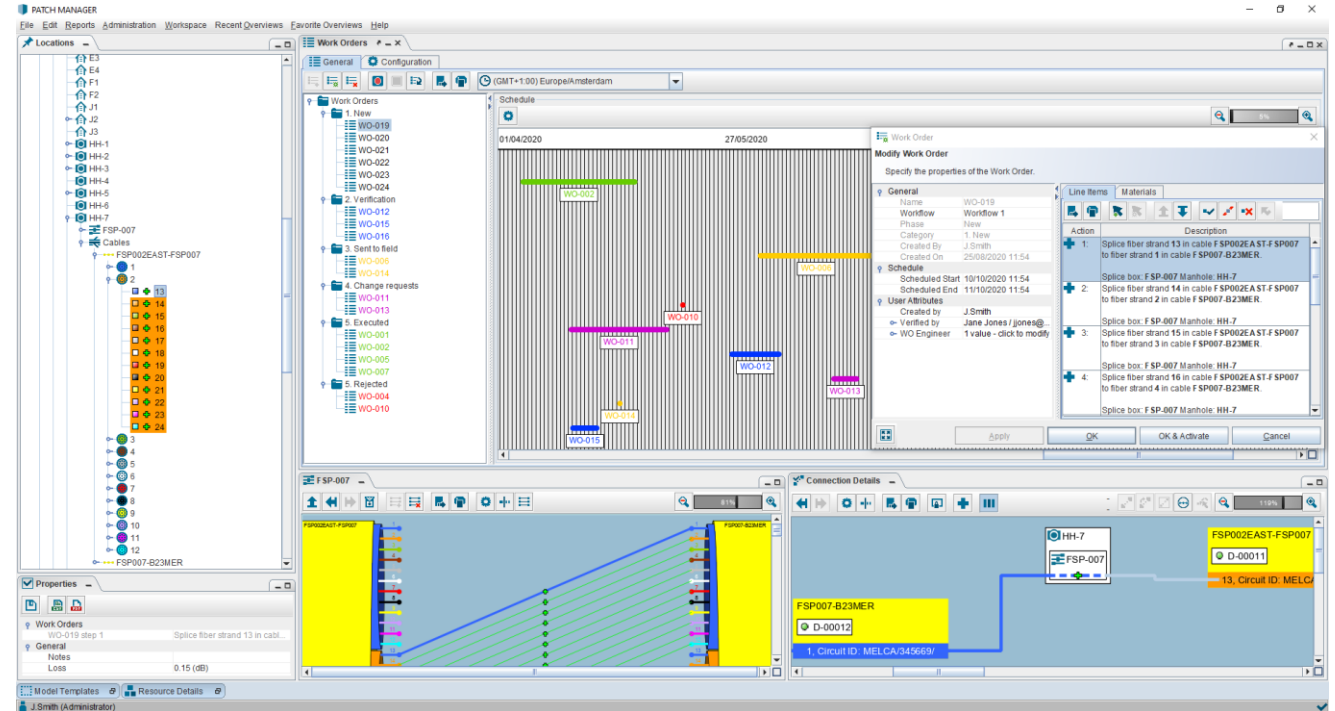 PATCH MANAGER
File Edit Reports Administration Workspace Recent Overviews Favorite Overviews Help
Locations
E3
E4
F1
F2
J1
J2
J3
HH-1
HH-2
HH-3
HH-4
HH-5
HH-6
HH-7
FSP-007
Cables
FSP002EAST-FSP007
1
2
13
14
15
16
17
18
19
20
21
22
23
24
3
4
5
6
7
8
9
10
11
12
FSP007-B23MER
Properties
Work Orders
WO-019 step 1 Splice fiber strand 13 in cabl...
General
Notes
Loss 0.15 (dB)
Work Orders
General Configuration
(GMT+1:00) Europe/Amsterdam
Work Orders
1. New
WO-019
WO-020
WO-021
WO-022
WO-023
WO-024
2. Verification
WO-012
WO-015
WO-016
3. Sent to field
WO-006
WO-014
4. Change requests
WO-011
WO-013
5. Executed
WO-001
WO-002
WO-005
WO-007
5. Rejected
WO-004
WO-010
Schedule
01/04/2020 27/05/2020
WO-002
WO-006
WO-010
WO-011
WO-012
WO-013
WO-014
WO-015
Work Order
Modify Work Order
Specify the properties of the Work Order.
General
Name WO-019
Workflow Workflow 1
Phase New
Category 1. New
Created By J.Smith
Created On 25/08/2020 11:54
Schedule
Scheduled Start 10/10/2020 11:54
Scheduled End 11/10/2020 11:54
User Attributes
Created by J.Smith
Verified by Jane Jones / jjones@...
WO Engineer 1 value - click to modify
Line Items Materials
Action Description
1: Splice fiber strand 13 in cable FSP002EAST-FSP007
to fiber strand 1 in cable FSP007-B23MER.
Splice box: FSP-007 Manhole: HH-7
2: Splice fiber strand 14 in cable FSP002EAST-FSP007
to fiber strand 2 in cable FSP007-B23MER.
Splice box: FSP-007 Manhole: HH-7
3: Splice fiber strand 15 in cable FSP002EAST-FSP007
to fiber strand 3 in cable FSP007-B23MER.
Splice box: FSP-007 Manhole: HH-7
4: Splice fiber strand 16 in cable FSP002EAST-FSP007
to fiber strand 4 in cable FSP007-B23MER.
Splice box: FSP-007 Manhole: HH-7
Apply OK OK & Activate Cancel
FSP-007
81%
FSP002EAST-FSP007 FSP007-B23MER
Connection Details
119%
HH-7
FSP-007
FSP002EAST-FSP007
D-00011
13, Circuit ID: MELCA/
FSP007-B23MER
D-00012
1, Circuit ID: MELCA/345669/
Model Templates Resource Details
J.Smith (Administrator)